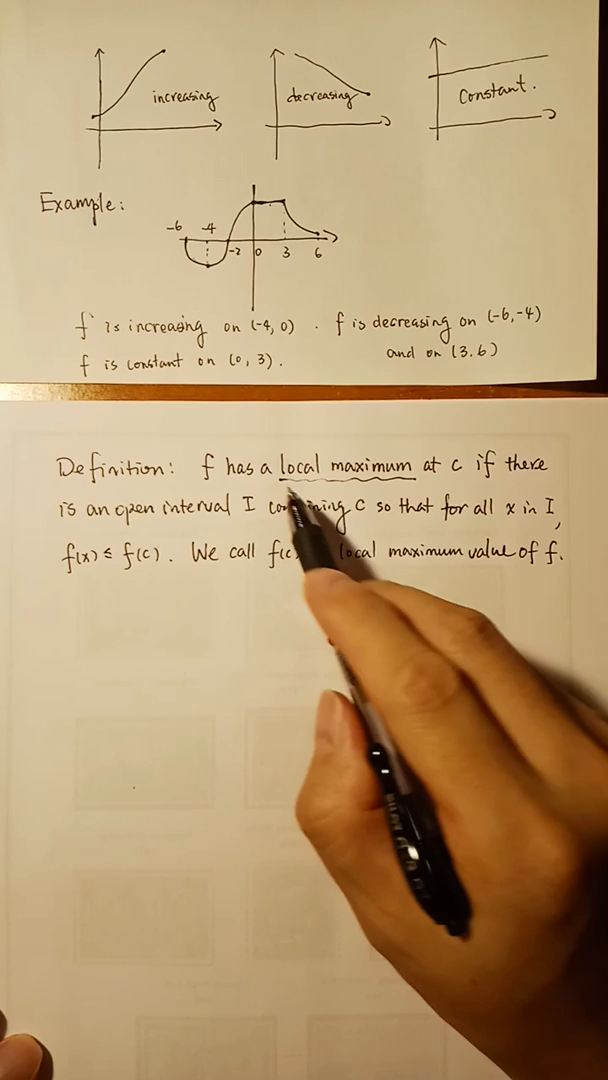 increasing
decreasing
Constant.
Example:
-6 -4 -2 0 3 6
f is increasing on (-4, 0). f is decreasing on (-6,-4)
f is constant on (0, 3). and on (3.6)
Definition: f has a local maximum at c if there
is an open interval I c so that for all x in I,
f(x) ≤ f(c). We call f(c local maximum value of f.